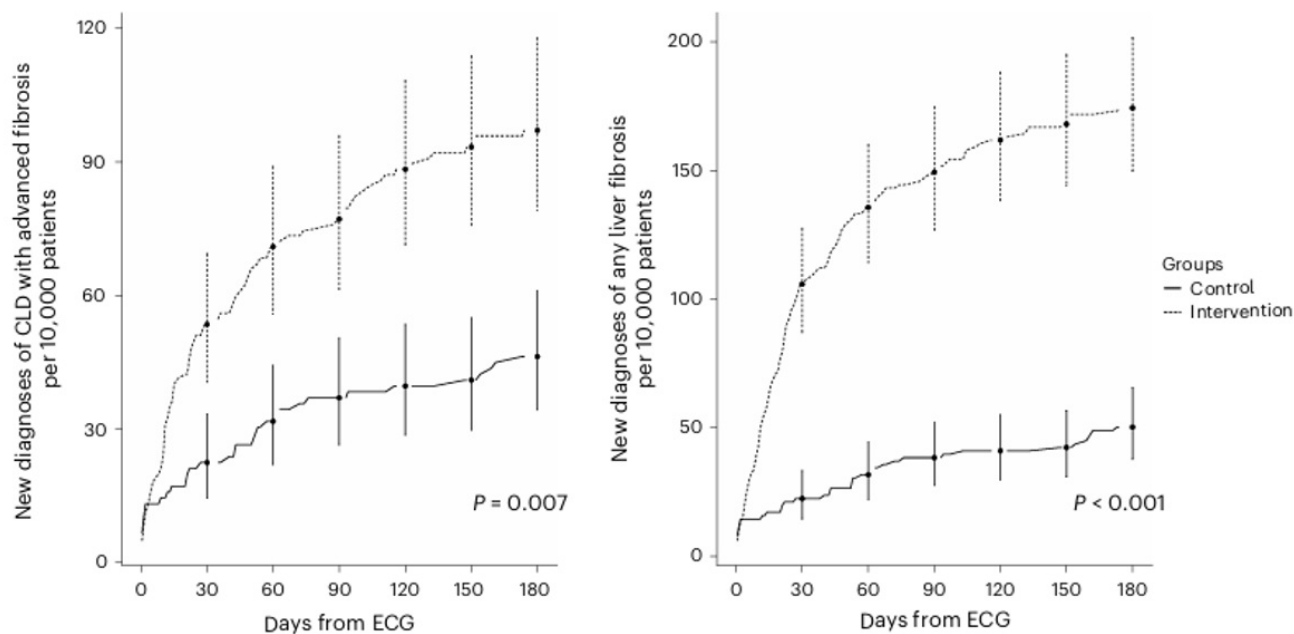 New diagnoses of CLD with advanced fibrosis
per 10,000 patients
120
90
60
30
0
P = 0.007
0 30 60 90 120 150 180
Days from ECG
New diagnoses of any liver fibrosis
per 10,000 patients
200
150
100
50
0
P < 0.001
0 30 60 90 120 150 180
Days from ECG
Groups
Control
Intervention